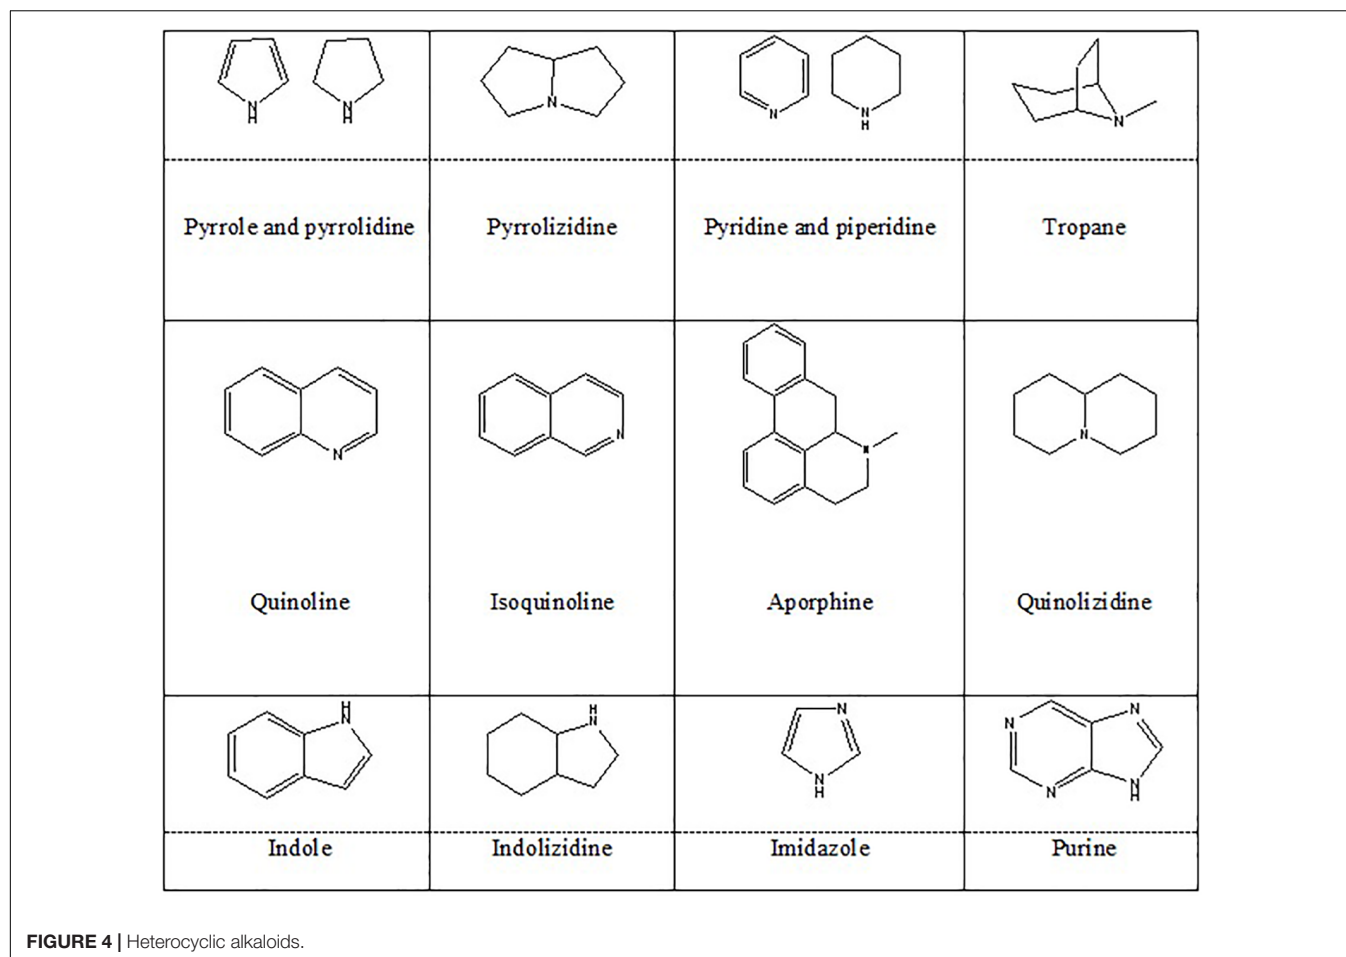 N
H
N
H
N
N
N
H
N
Pyrrole and pyrrolidine
Pyrrolizidine
Pyridine and piperidine
Tropane
N
N
N
N
Quinoline
Isoquinoline
Aporphine
Quinolizidine
H
N
H
N
N
N
H
N
N
N
N
H
Indole
Indolizidine
Imidazole
Purine
FIGURE 4 | Heterocyclic alkaloids.